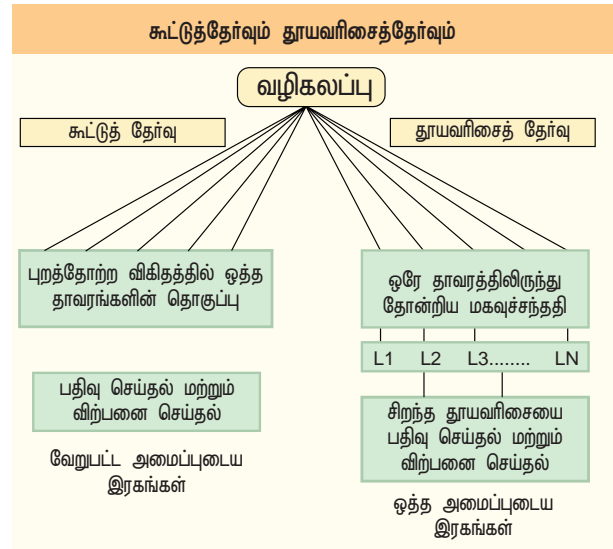 கூட்டுத்தேர்வும் தூயவரிசைத்தேர்வும்
வழிகலப்பு
கூட்டுத் தேர்வு
தூயவரிசைத் தேர்வு
புறத்தோற்ற விகிதத்தில் ஒத்த
தாவரங்களின் தொகுப்பு
ஒரே தாவரத்திலிருந்து
தோன்றிய மகவுச்சந்ததி
L1 L2 L3........ LN
பதிவு செய்தல் மற்றும்
விற்பனை செய்தல்
வேறுபட்ட அமைப்புடைய
இரகங்கள்
சிறந்த தூயவரிசையை
பதிவு செய்தல் மற்றும்
விற்பனை செய்தல்
ஒத்த அமைப்புடைய
இரகங்கள்